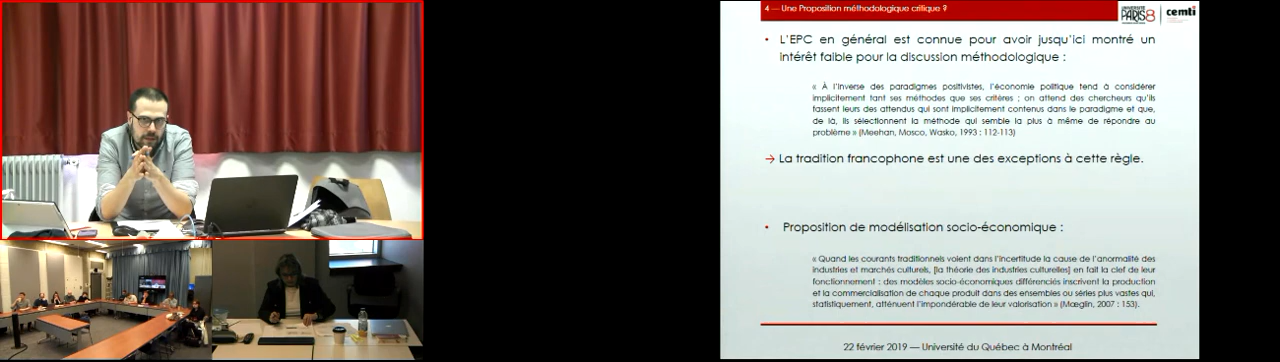 4 — Une Proposition méthodologique critique ?
UNIVERSITÉ
PARIS8
cemti
• L'EPC en général est connue pour avoir jusqu'ici montré un
intérêt faible pour la discussion méthodologique :
« À l'inverse des paradigmes positivistes, l'économie politique tend à considérer
implicitement tant ses méthodes que ses critères ; on attend des chercheurs qu'ils
fassent leurs des attendus qui sont implicitement contenus dans le paradigme et que,
de là, ils sélectionnent la méthode qui semble la plus à même de répondre au
problème » (Meehan, Mosco, Wasko, 1993 : 112-113)
→ La tradition francophone est une des exceptions à cette règle.
• Proposition de modélisation socio-économique :
« Quand les courants traditionnels voient dans l'incertitude la cause de l'anormalité des
industries et marchés culturels, [la théorie des industries culturelles] en fait la clef de leur
fonctionnement : des modèles socio-économiques différenciés inscrivent la production
et la commercialisation de chaque produit dans des ensembles ou séries plus vastes qui,
statistiquement, atténuent l'impondérable de leur valorisation » (Mœglin, 2007 : 153).
22 février 2019 — Université du Québec à Montréal